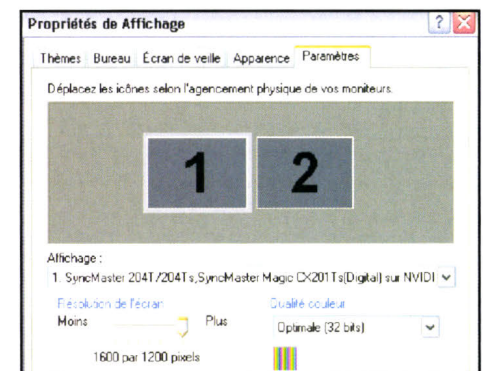 Propriétés de Affichage
Thèmes Bureau Écran de veille Apparence Paramètres
Déplacez les icônes selon l'agencement physique de vos moniteurs.
1 2
Affichage :
1. SyncMaster 204T/204Ts,SyncMaster Magic CX201Ts(Digital) sur NVIDI
Résolution de l'écran Qualité couleur
Moins Plus Optimale (32 bits)
1600 par 1200 pixels